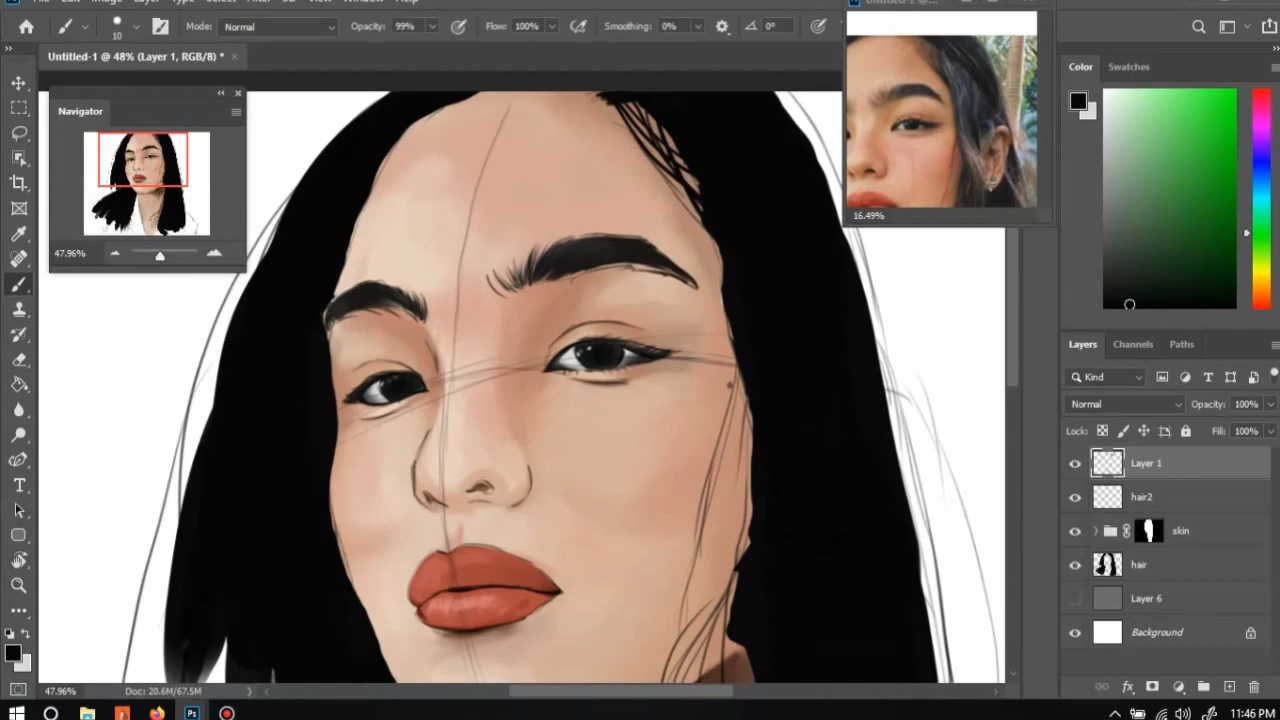 10
Mode: Normal
Opacity: 99%
Flow: 100%
Smoothing: 0%
0°
Untitled-1 @ 48% (Layer 1, RGB/8) *
Navigator
47.96%
16.49%
Color
Swatches
Layers
Channels
Paths
Kind
Normal
Opacity: 100%
Lock:
Fill: 100%
Layer 1
hair2
skin
hair
Layer 6
Background
47.96%
Doc: 20.6M/67.5M
11:46 PM